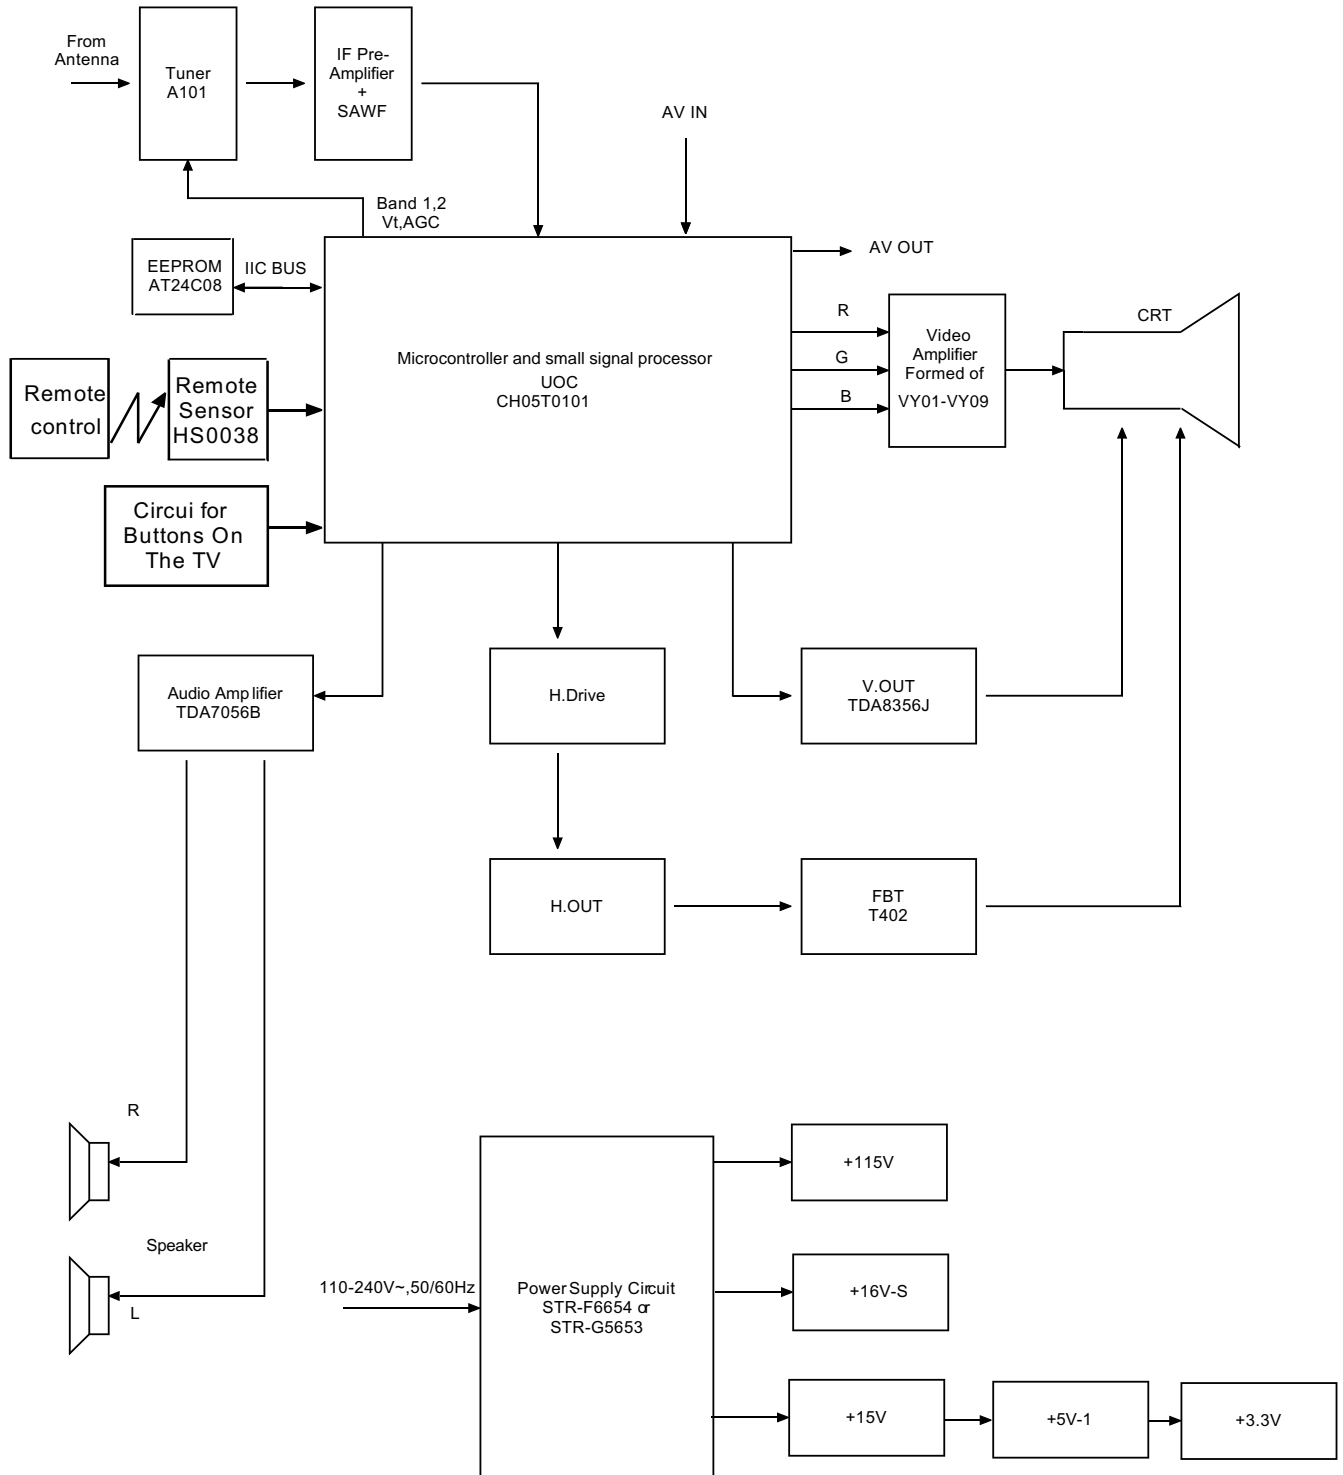 From
Antenna
Tuner
A101
IF Pre-
Amplifier
+
SAWF
AV IN
Band 1,2
Vt,AGC
EEPROM
AT24C08
IIC BUS
AV OUT
Remote
control
Remote
Sensor
HS0038
Microcontroller and small signal processor
UOC
CH05T0101
R
G
B
Video
Amplifier
Formed of
VY01-VY09
CRT
Circui for
Buttons On
The TV
Audio Amplifier
TDA7056B
H.Drive
V.OUT
TDA8356J
H.OUT
FBT
T402
R
Speaker
L
110-240V~,50/60Hz
Power Supply Circuit
STR-F6654 or
STR-G5653
+115V
+16V-S
+15V
+5V-1
+3.3V